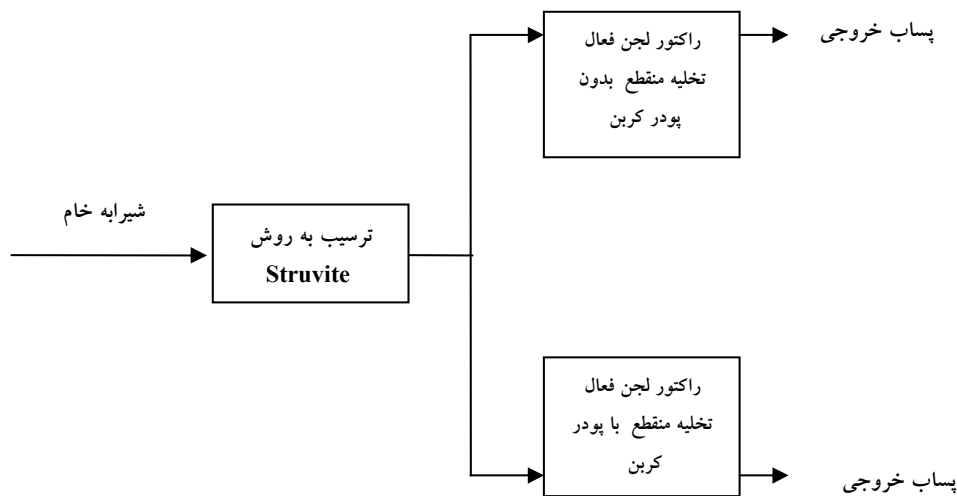 راکتور لجن فعال
تخلیه منقطع بدون
پودر کربن
پساب خروجی
شیرابه خام
ترسیب به روش
Struvite
راکتور لجن فعال
تخلیه منقطع با پودر
کربن
پساب خروجی